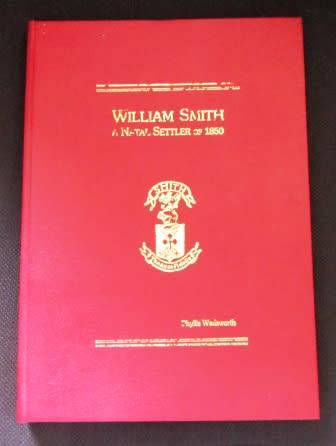 WILLIAM SMITH
A NATAL SETTLER OF 1850
SMITH
Phyllis Wadsworth